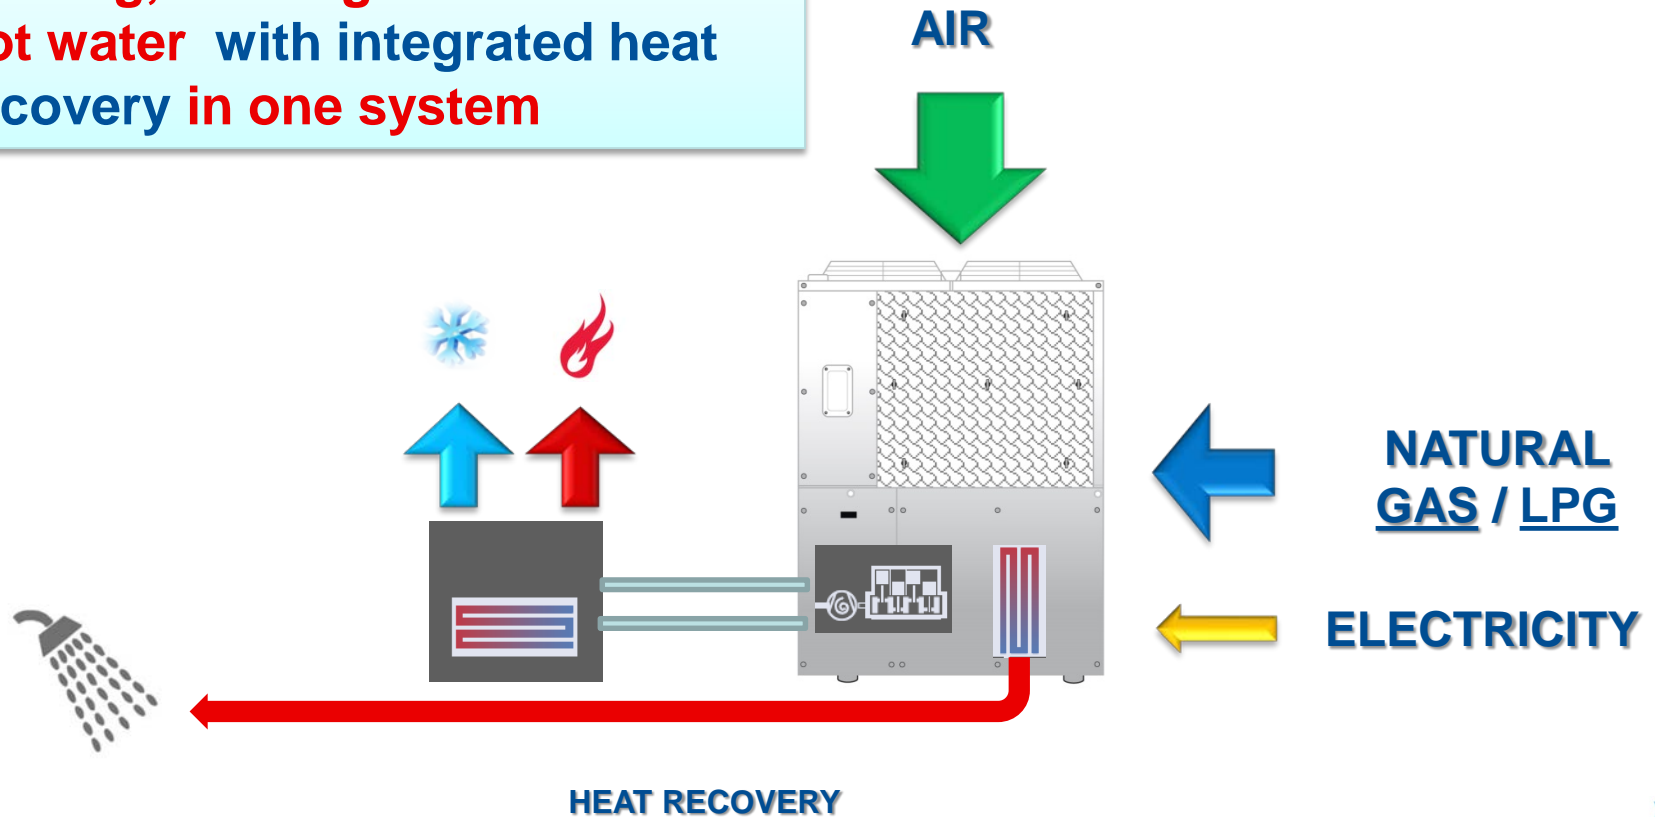 ot water with integrated heat
covery in one system
AIR
NATURAL
GAS / LPG
ELECTRICITY
HEAT RECOVERY